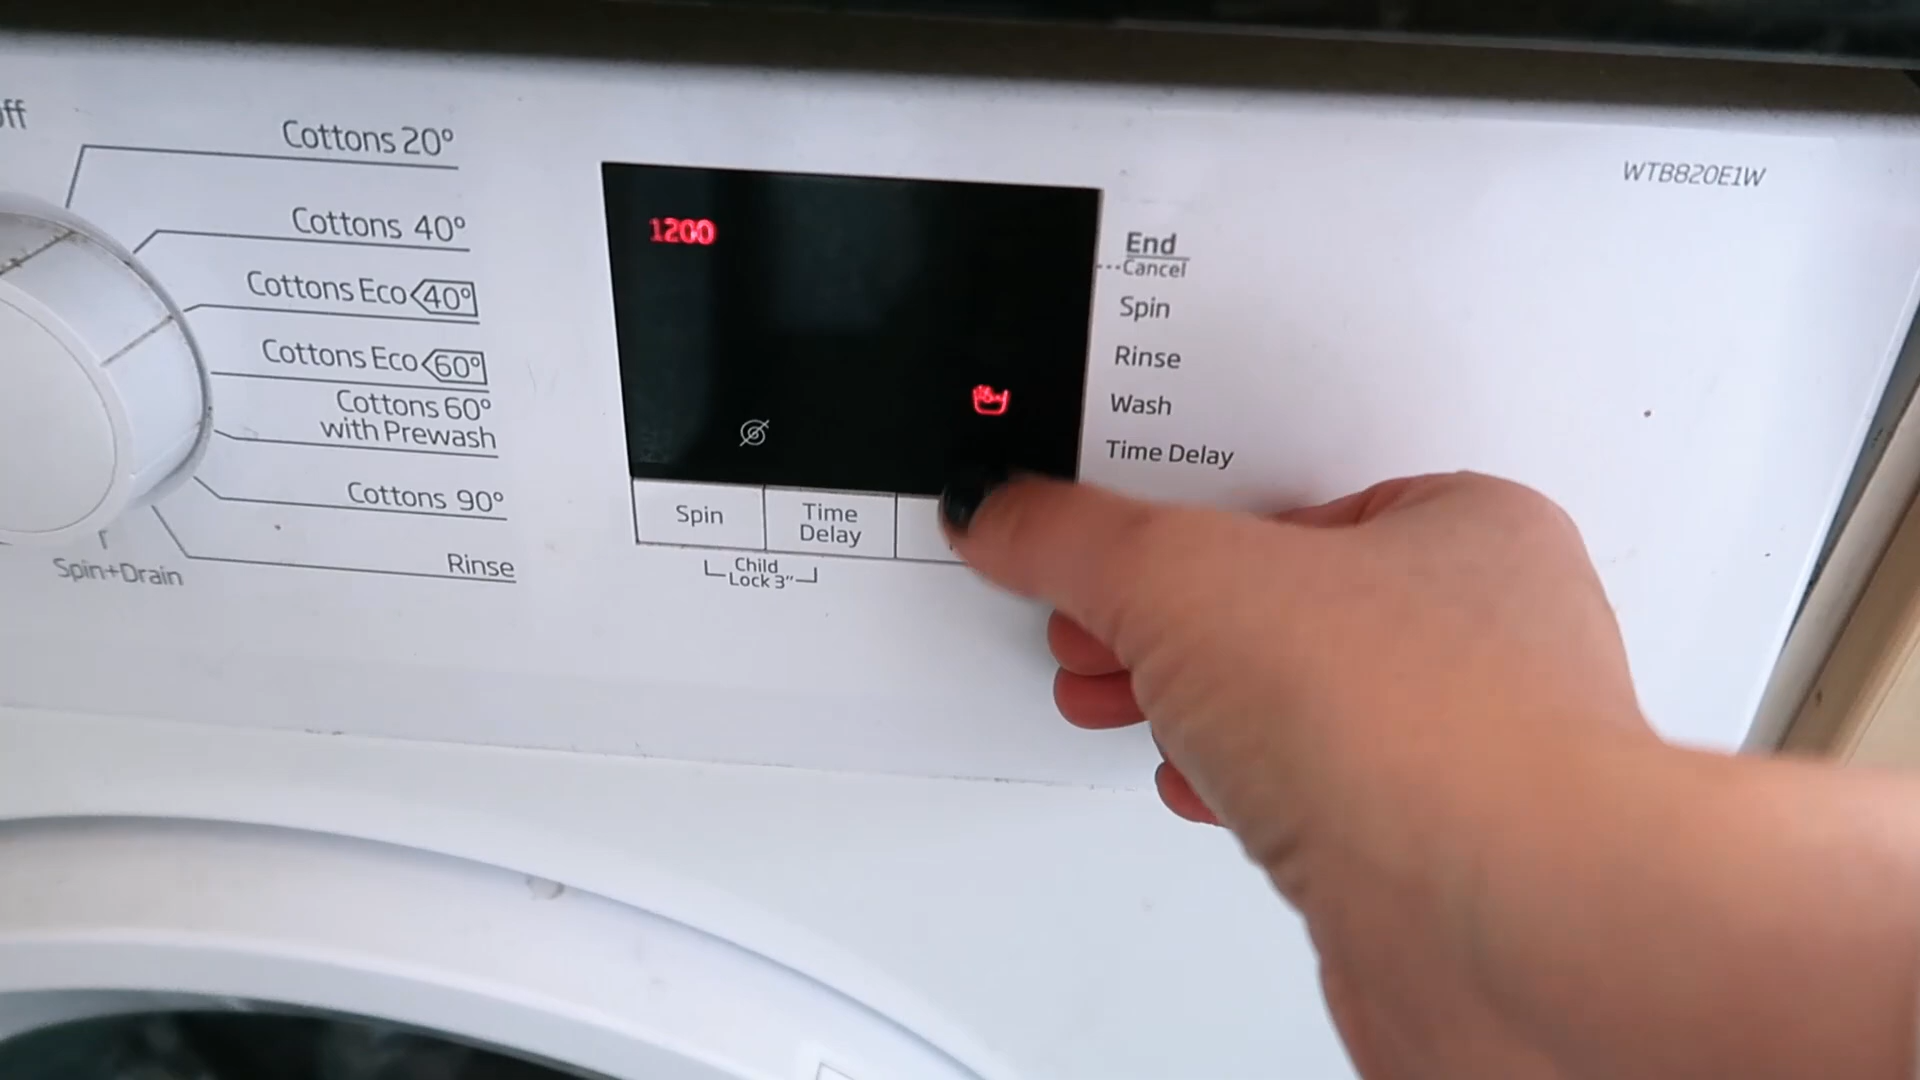 ff
Cottons 20°
Cottons 40°
Cottons Eco 40°
Cottons Eco 60°
Cottons 60°
with Prewash
Cottons 90°
Rinse
Spin+Drain
1200
Spin
Time
Delay
Child
Lock 3”
End
Cancel
Spin
Rinse
Wash
Time Delay
WTB820E1W